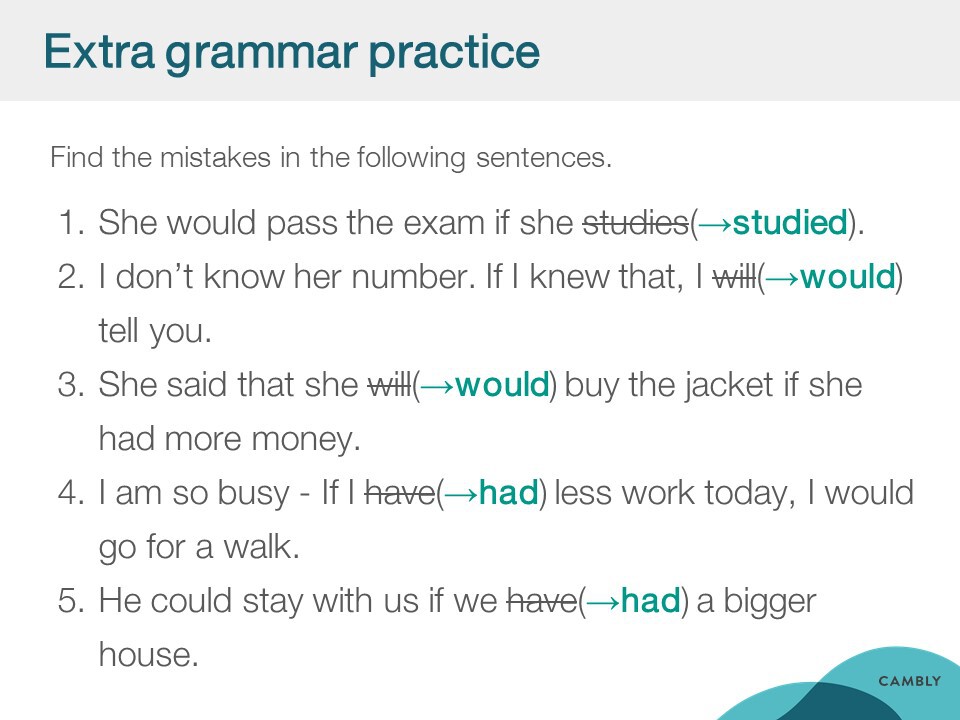 Extra grammar practice
Find the mistakes in the following sentences.
1. She would pass the exam if she studies(→studied).
2. I don’t know her number. If I knew that, I will(→would)
tell you.
3. She said that she will(→would) buy the jacket if she
had more money.
4. I am so busy - If I have(→had) less work today, I would
go for a walk.
5. He could stay with us if we have(→had) a bigger
house.
CAMBLY